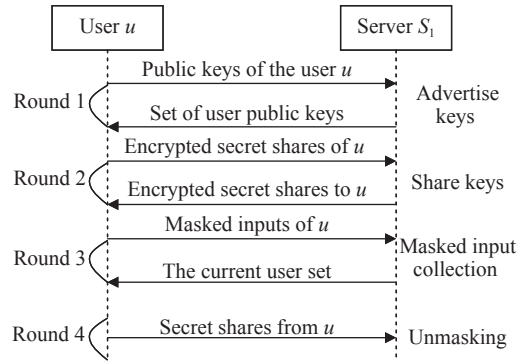 User u
Server S1
Public keys of the user u
Round 1
Set of user public keys
Advertise
keys
Encrypted secret shares of u
Round 2
Encrypted secret shares to u
Share keys
Masked inputs of u
Round 3
The current user set
Masked input
collection
Round 4
Secret shares from u
Unmasking